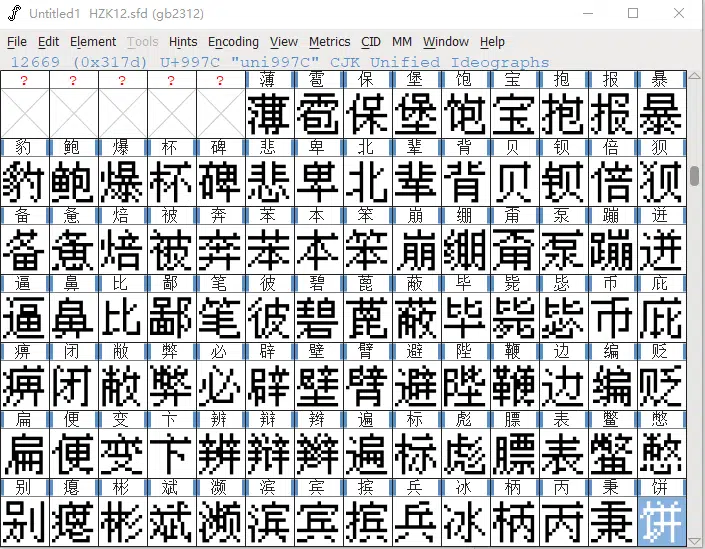 Untitled1 HZK12.sfd (gb2312)
File Edit Element Tools Hints Encoding View Metrics CID MM Window Help
12669 (0x317d) U+997C "uni997C" CJK Unified Ideographs
? ? ? ? ? 薄 雹 保 堡 饱 宝 抱 报 暴
薄 雹 保 堡 饱 宝 抱 报 暴
豹 鲍 爆 杯 碑 悲 卑 北 辈 背 贝 钡 倍 狈
豹 鲍 爆 杯 碑 悲 卑 北 辈 背 贝 钡 倍 狈
备 惫 焙 被 奔 苯 本 笨 崩 绷 甭 泵 蹦 迸
备 惫 焙 被 奔 苯 本 笨 崩 绷 甭 泵 蹦 迸
逼 鼻 比 鄙 笔 彼 碧 蓖 蔽 毕 毙 毖 币 庇
逼 鼻 比 鄙 笔 彼 碧 蓖 蔽 毕 毙 毖 币 庇
痹 闭 敝 弊 必 辟 壁 臂 避 陛 鞭 边 编 贬
痹 闭 敝 弊 必 辟 壁 臂 避 陛 鞭 边 编 贬
扁 便 变 卞 辨 辩 辫 遍 标 彪 膘 表 鳖 憋
扁 便 变 卞 辨 辩 辫 遍 标 彪 膘 表 鳖 憋
别 瘪 彬 斌 濒 滨 宾 摈 兵 冰 柄 丙 秉 饼
别 瘪 彬 斌 濒 滨 宾 摈 兵 冰 柄 丙 秉 饼